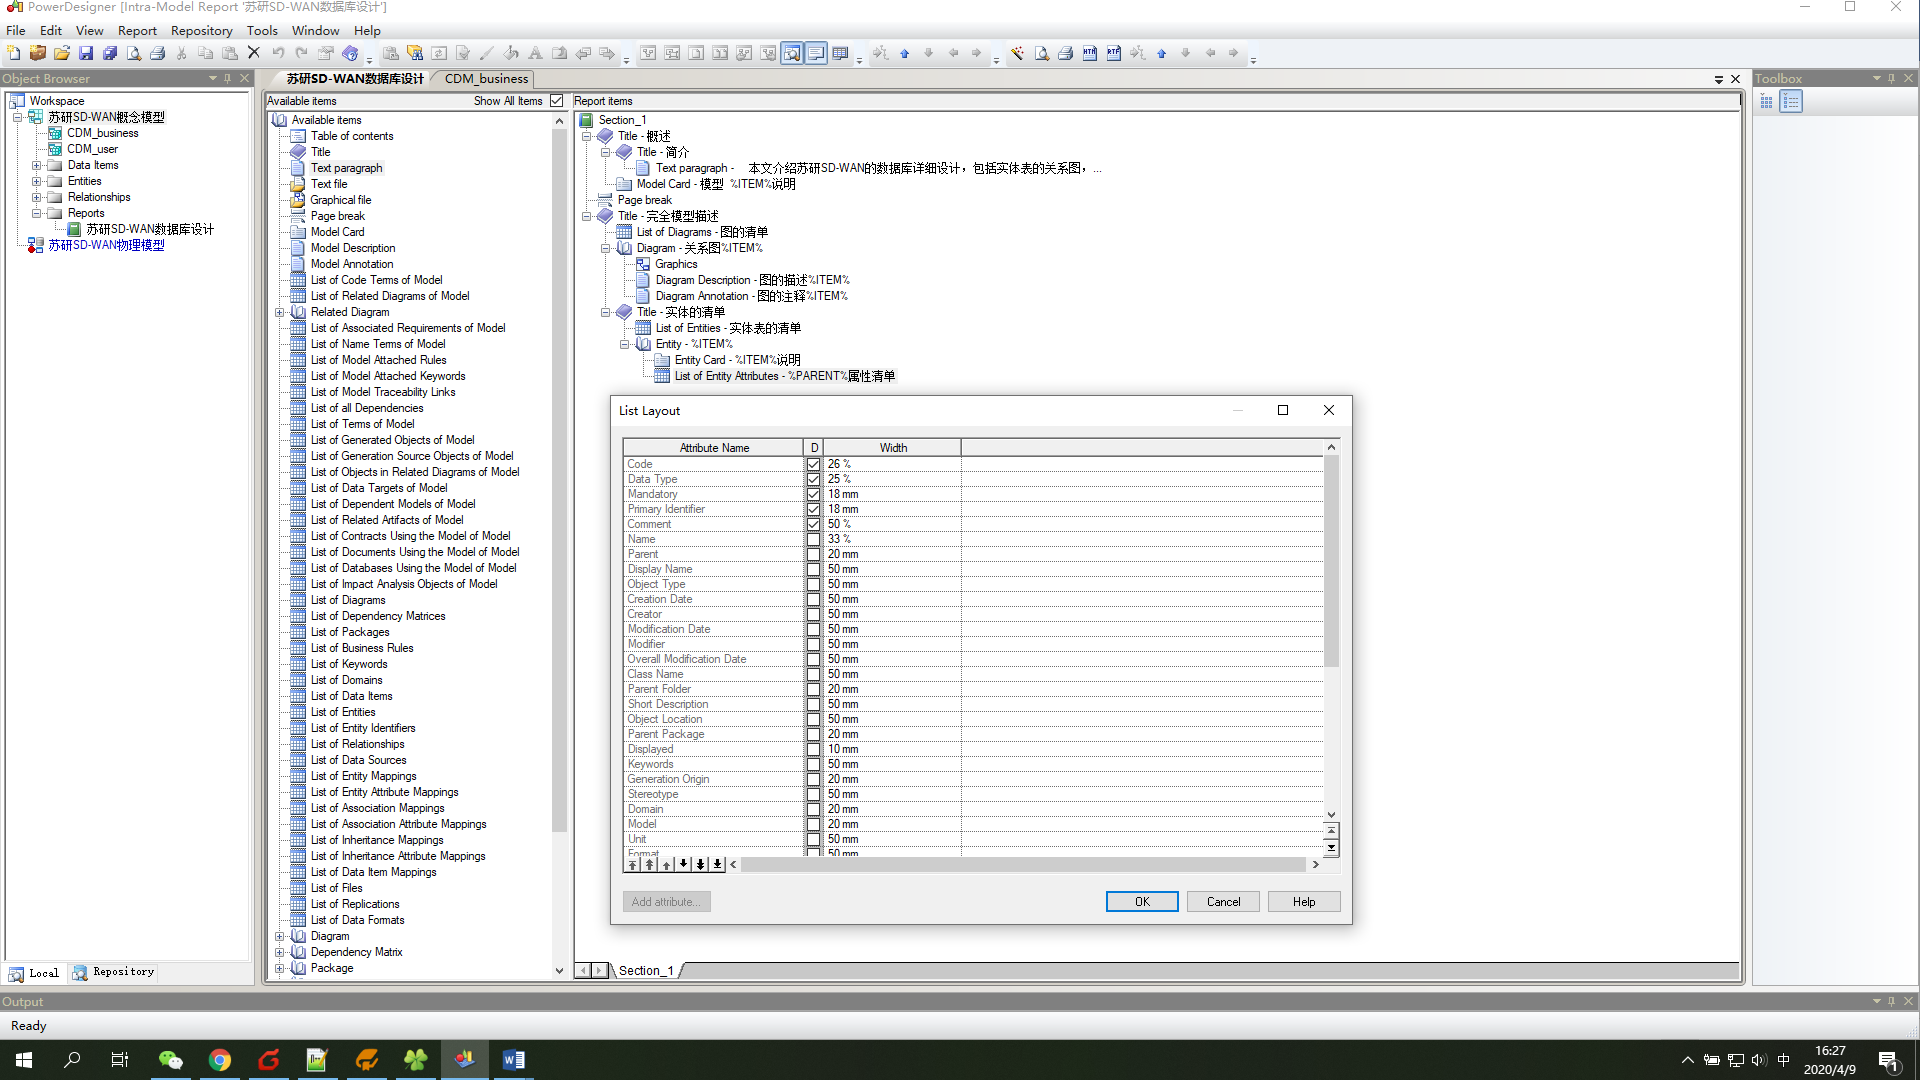 PowerDesigner [Intra-Model Report '苏研SD-WAN数据库设计']
File Edit View Report Repository Tools Window Help
Object Browser
Workspace
苏研SD-WAN概念模型
CDM_business
CDM_user
Data Items
Entities
Relationships
Reports
苏研SD-WAN数据库设计
苏研SD-WAN物理模型
Local Repository
苏研SD-WAN数据库设计 CDM_business
Available items Show All Items
Available items
Table of contents
Title
Text paragraph
Text file
Graphical file
Page break
Model Card
Model Description
Model Annotation
List of Code Terms of Model
List of Related Diagrams of Model
Related Diagram
List of Associated Requirements of Model
List of Name Terms of Model
List of Model Attached Rules
List of Model Attached Keywords
List of Model Traceability Links
List of all Dependencies
List of Terms of Model
List of Generated Objects of Model
List of Generation Source Objects of Model
List of Objects in Related Diagrams of Model
List of Data Targets of Model
List of Dependent Models of Model
List of Related Artifacts of Model
List of Contracts Using the Model of Model
List of Documents Using the Model of Model
List of Databases Using the Model of Model
List of Impact Analysis Objects of Model
List of Diagrams
List of Dependency Matrices
List of Packages
List of Business Rules
List of Keywords
List of Domains
List of Data Items
List of Entities
List of Entity Identifiers
List of Relationships
List of Data Sources
List of Entity Mappings
List of Entity Attribute Mappings
List of Association Mappings
List of Association Attribute Mappings
List of Inheritance Mappings
List of Inheritance Attribute Mappings
List of Data Item Mappings
List of Files
List of Replications
List of Data Formats
Diagram
Dependency Matrix
Package
Report items
Section_1
Title - 概述
Title - 简介
Text paragraph - 本文介绍苏研SD-WAN的数据库详细设计，包括实体表的关系图，...
Model Card - 模型 %ITEM%说明
Page break
Title - 完全模型描述
List of Diagrams - 图的清单
Diagram - 关系图%ITEM%
Graphics
Diagram Description - 图的描述%ITEM%
Diagram Annotation - 图的注释%ITEM%
Title - 实体的清单
List of Entities - 实体表的清单
Entity - %ITEM%
Entity Card - %ITEM%说明
List of Entity Attributes - %PARENT%属性清单
List Layout
Attribute Name D Width
Code 26 %
Data Type 25 %
Mandatory 18 mm
Primary Identifier 18 mm
Comment 50 %
Name 33 %
Parent 20 mm
Display Name 50 mm
Object Type 50 mm
Creation Date 50 mm
Creator 50 mm
Modification Date 50 mm
Modifier 50 mm
Overall Modification Date 50 mm
Class Name 50 mm
Parent Folder 20 mm
Short Description 50 mm
Object Location 50 mm
Parent Package 20 mm
Displayed 10 mm
Keywords 50 mm
Generation Origin 20 mm
Stereotype 50 mm
Domain 20 mm
Model 20 mm
Unit 50 mm
Format 50 mm
Add attribute... OK Cancel Help
Section_1
Toolbox
Output
Ready
中
16:27
2020/4/9
1